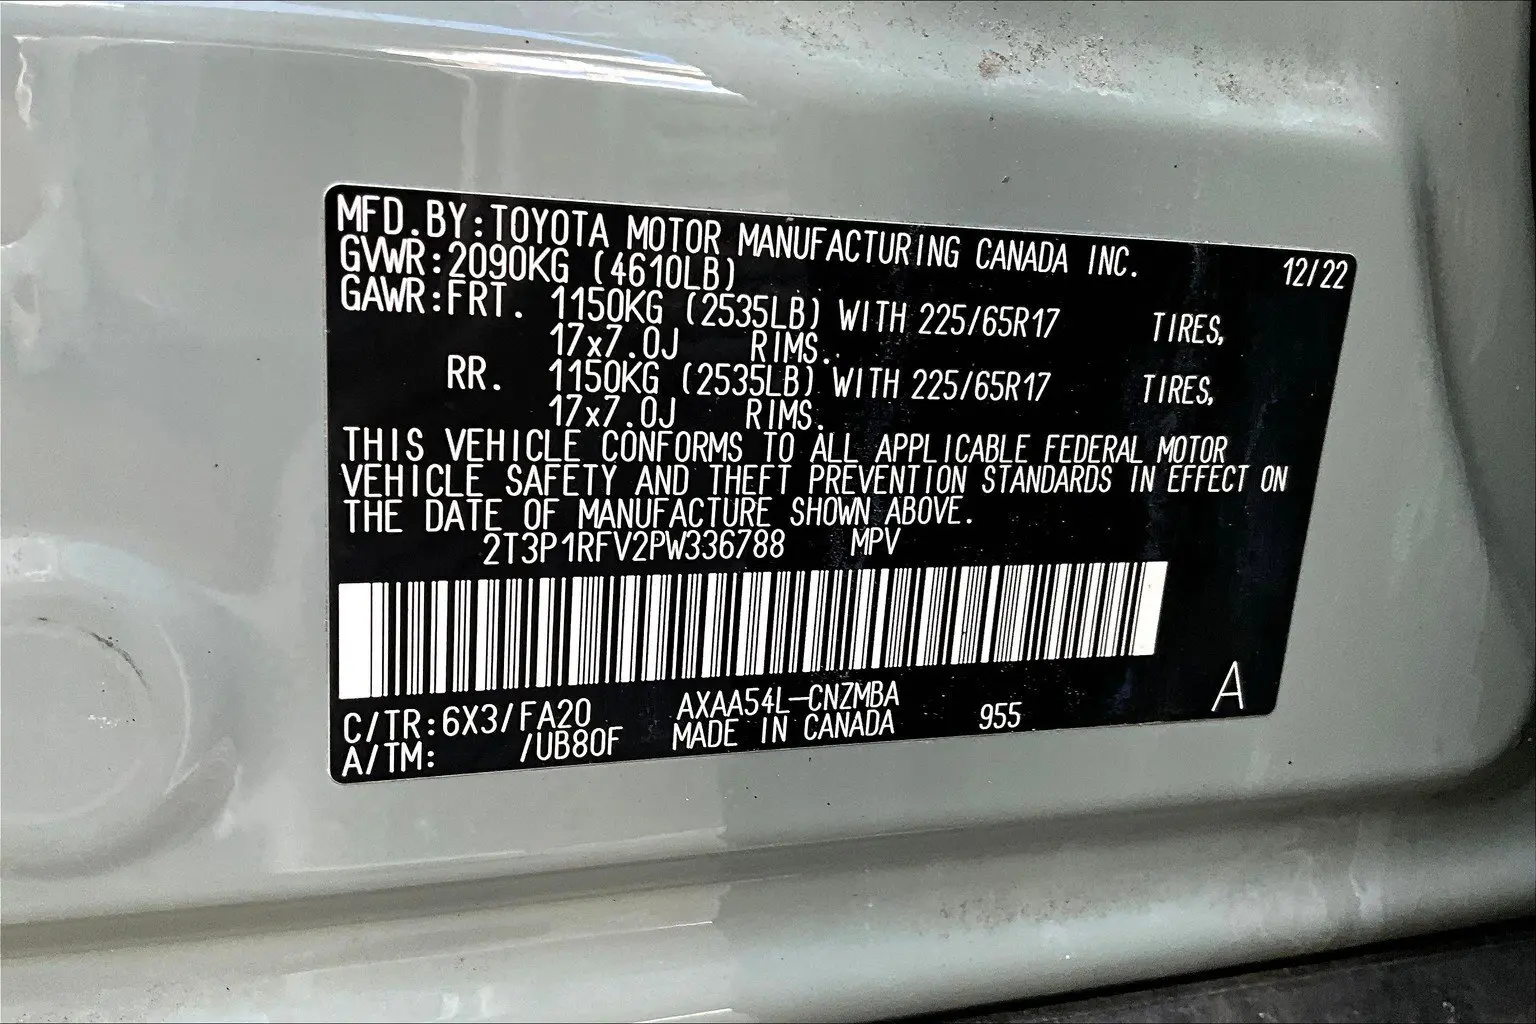 MFD.BY:TOYOTA MOTOR MANUFACTURING CANADA INC.
GVWR:2090KG (4610LB) 12/22
GAWR:FRT. 1150KG (2535LB) WITH 225/65R17 TIRES,
17x7.0J RIMS.
RR. 1150KG (2535LB) WITH 225/65R17 TIRES,
17x7.0J RIMS.
THIS VEHICLE CONFORMS TO ALL APPLICABLE FEDERAL MOTOR
VEHICLE SAFETY AND THEFT PREVENTION STANDARDS IN EFFECT ON
THE DATE OF MANUFACTURE SHOWN ABOVE.
2T3P1RFV2PW336788 MPV
C/TR:6X3/FA20 AXAA54L-CNZMBA A
A/TM: /UB80F MADE IN CANADA 955